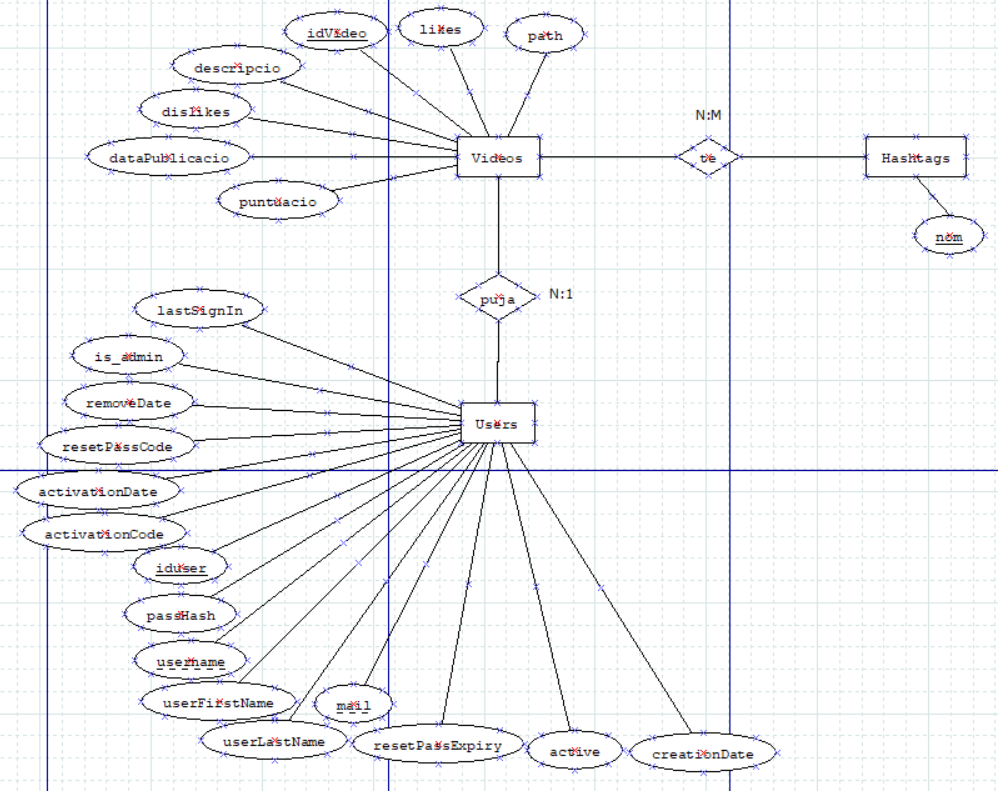 idVideo
likes
path
descripcio
dislikes
dataPublicacio
puntuacio
Videos
N:M
te
Hashtags
nom
puja
N:1
lastSignIn
is_admin
removeDate
resetPassCode
activationDate
activationCode
iduser
passHash
username
userFirstName
userLastName
mail
resetPassExpiry
active
creationDate
Users